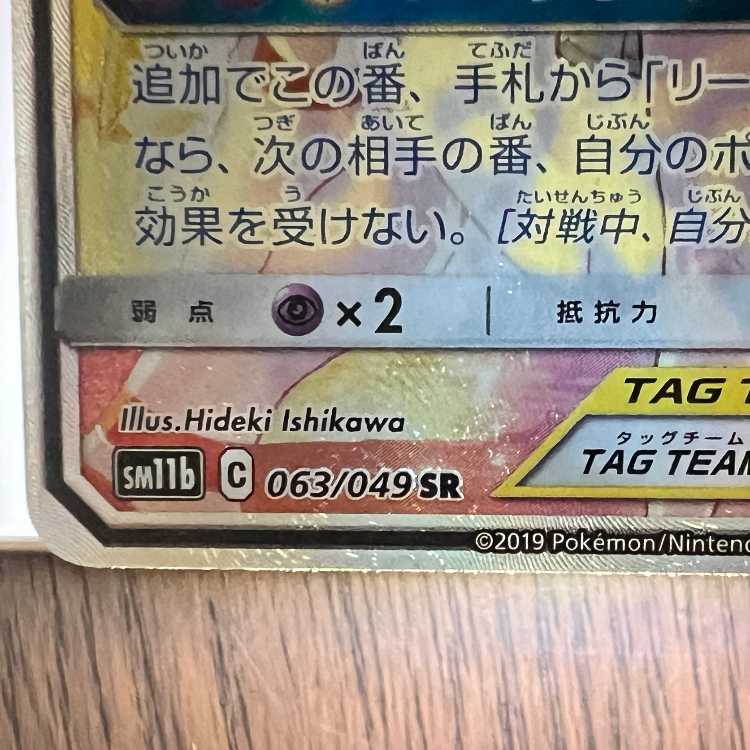 ついか ばん てふだ
追加でこの番、手札から「リー
つぎ あいて ばん じぶん
なら、次の相手の番、自分のポ
こうか う たいせんちゅう じぶん
効果を受けない。[対戦中、自分
弱点 ×2 抵抗力
Illus.Hideki Ishikawa
TAG T
タッグチーム
TAG TEAM
SM11b C 063/049 SR
©2019 Pokémon/Nintend